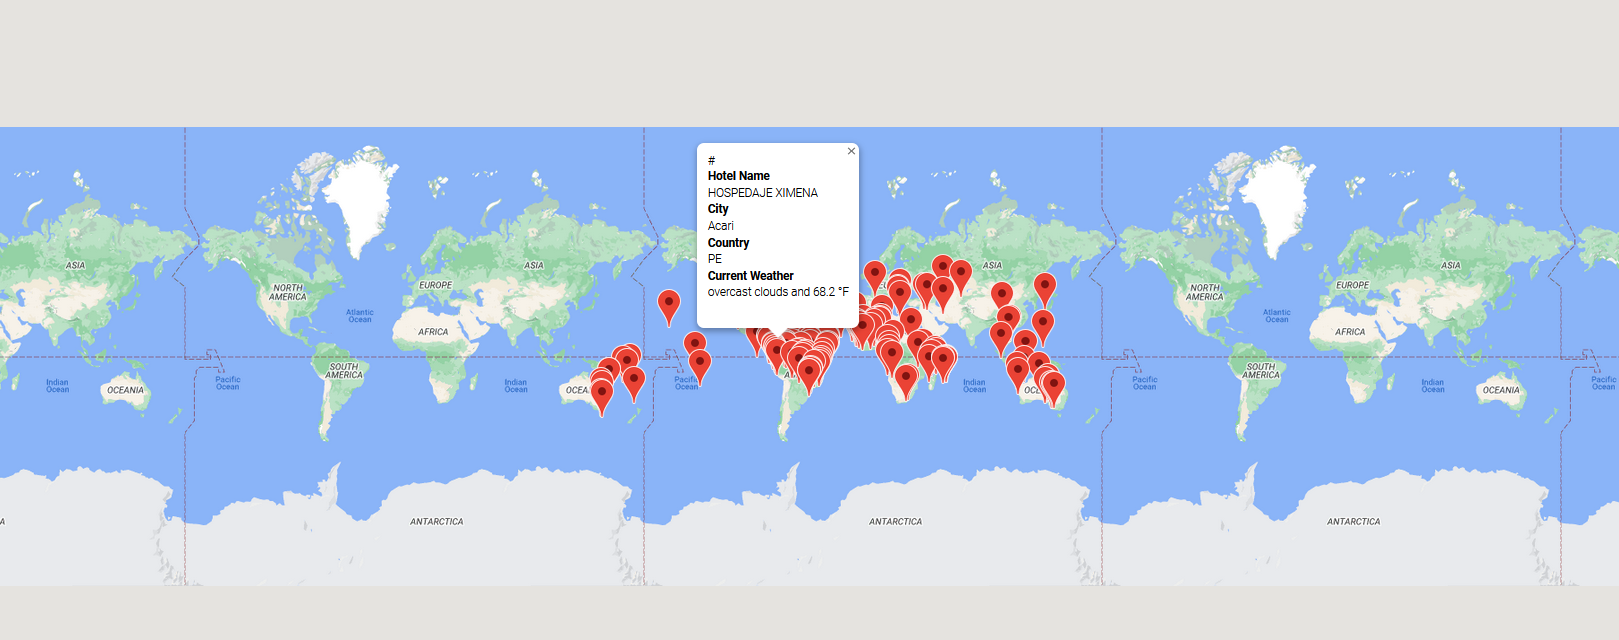 #
Hotel Name
HOSPEDAJE XIMENA
City
Acari
Country
PE
Current Weather
overcast clouds and 68.2 °F
ASIA
NORTH
AMERICA
EUROPE
Atlantic
Ocean
AFRICA
SOUTH
AMERICA
Indian
Ocean
OCEANIA
Pacific
Ocean
ANTARCTICA
ASIA
Indian
Ocean
Pacific
Ocean
ASIA
Indian
Ocean
ANTARCTICA
NORTH
AMERICA
EUROPE
Atlantic
Ocean
AFRICA
SOUTH
AMERICA
Pacific
Ocean
ASIA
Indian
Ocean
OCEANIA
Pacific
Ocean
ANTARCTICA